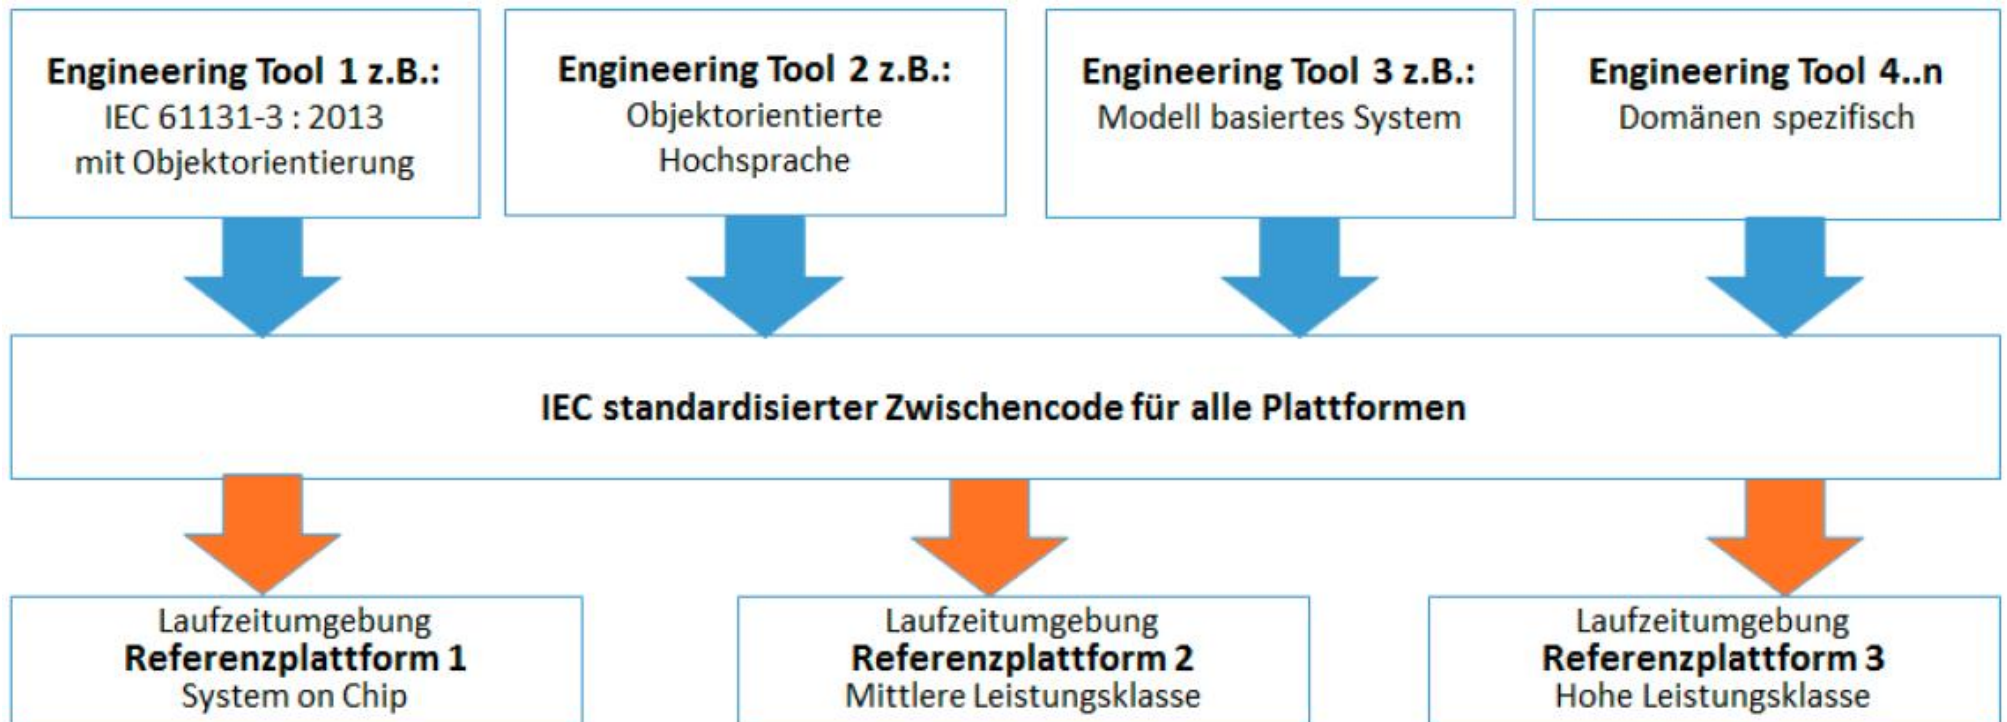 Engineering Tool 1 z.B.:
IEC 61131-3 : 2013
mit Objektorientierung
Engineering Tool 2 z.B.:
Objektorientierte
Hochsprache
Engineering Tool 3 z.B.:
Modell basiertes System
Engineering Tool 4..n
Domänen spezifisch
IEC standardisierter Zwischencode für alle Plattformen
Laufzeitumgebung
Referenzplattform 1
System on Chip
Laufzeitumgebung
Referenzplattform 2
Mittlere Leistungsklasse
Laufzeitumgebung
Referenzplattform 3
Hohe Leistungsklasse